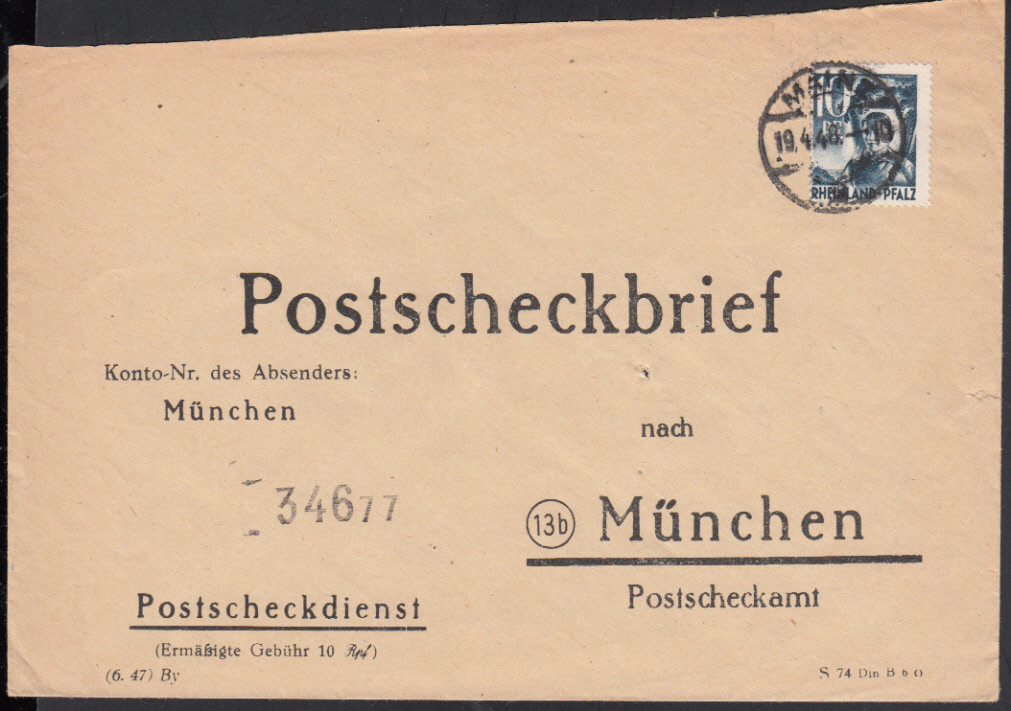 MAINZ
10
19.4.48.-
RHEINLAND-PFALZ
Postscheckbrief
Konto-Nr. des Absenders:
München
nach
34677
13b München
Postscheckamt
Postscheckdienst
(Ermäßigte Gebühr 10 Rpf)
(6. 47) By
S 74 Din B 6 o